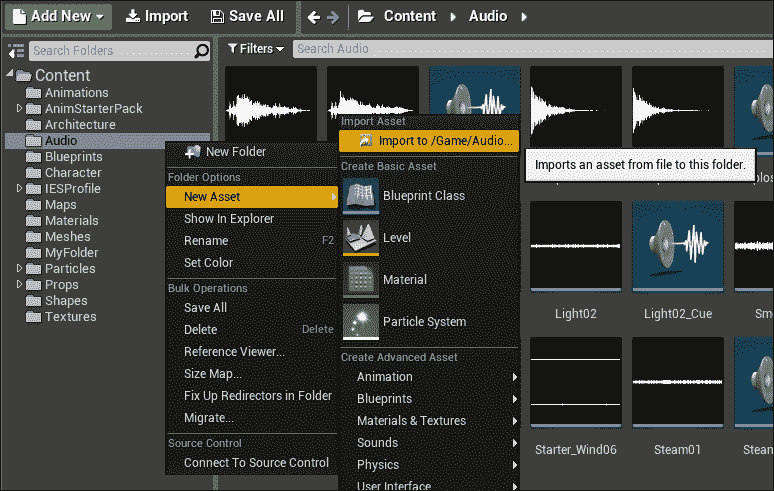 Add New Import Save All Content Audio
Search Folders
Filters Search Audio
Content
Animations
AnimStarterPack
Architecture
Audio
Blueprints
Character
IESProfile
Maps
Materials
Meshes
MyFolder
Particles
Props
Shapes
Textures
New Folder
Folder Options
New Asset
Show In Explorer
Rename F2
Set Color
Bulk Operations
Save All
Delete Delete
Reference Viewer...
Size Map...
Fix Up Redirectors in Folder
Migrate...
Source Control
Connect To Source Control
Import Asset
Import to /Game/Audio...
Create Basic Asset
Blueprint Class
Level
Material
Particle System
Create Advanced Asset
Animation
Blueprints
Materials & Textures
Sounds
Physics
User Interface
Imports an asset from file to this folder.
Light02 Light02_Cue
Starter_Wind06 Steam01